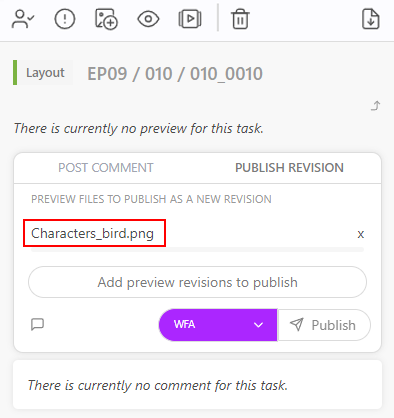 Layout EP09 / 010 / 010_0010
There is currently no preview for this task.
POST COMMENT PUBLISH REVISION
PREVIEW FILES TO PUBLISH AS A NEW REVISION
Characters_bird.png x
Add preview revisions to publish
WFA Publish
There is currently no comment for this task.